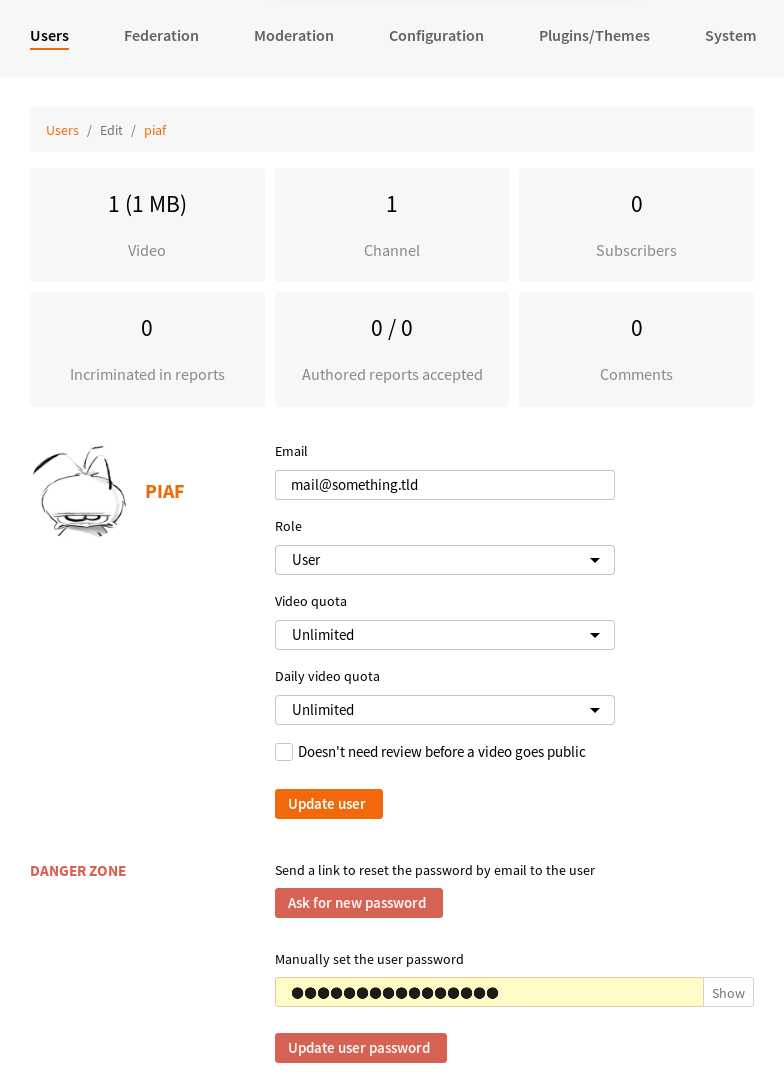 Users Federation Moderation Configuration Plugins/Themes System
Users / Edit / piaf
1 (1 MB)
Video
1
Channel
0
Subscribers
0
Incriminated in reports
0 / 0
Authored reports accepted
0
Comments
PIAF
Email
mail@something.tld
Role
User
Video quota
Unlimited
Daily video quota
Unlimited
Doesn't need review before a video goes public
Update user
DANGER ZONE
Send a link to reset the password by email to the user
Ask for new password
Manually set the user password
●●●●●●●●●●●●●●●● Show
Update user password